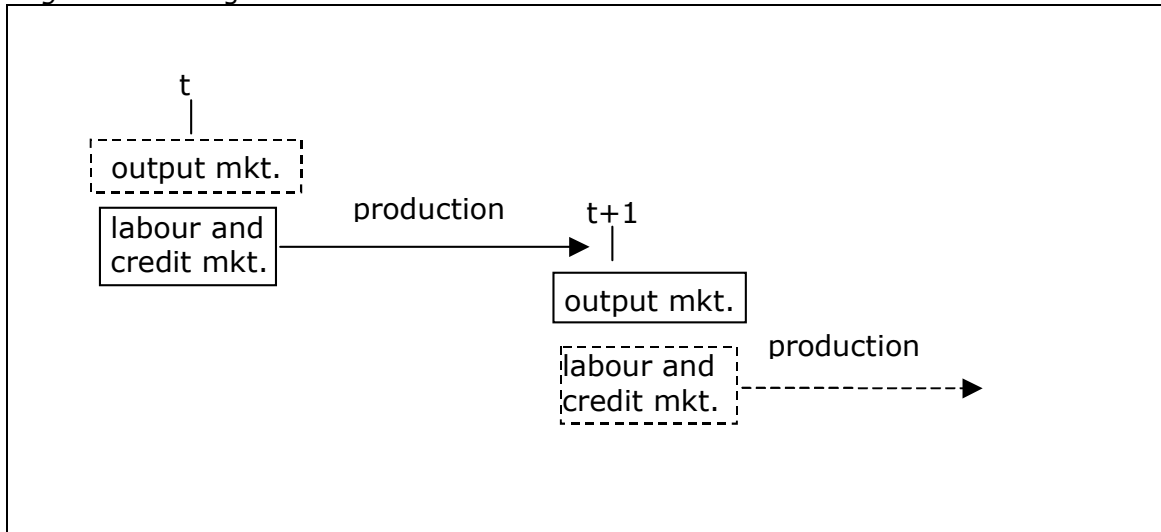 t
output mkt.
labour and
credit mkt.
production
t+1
output mkt.
labour and
credit mkt.
production